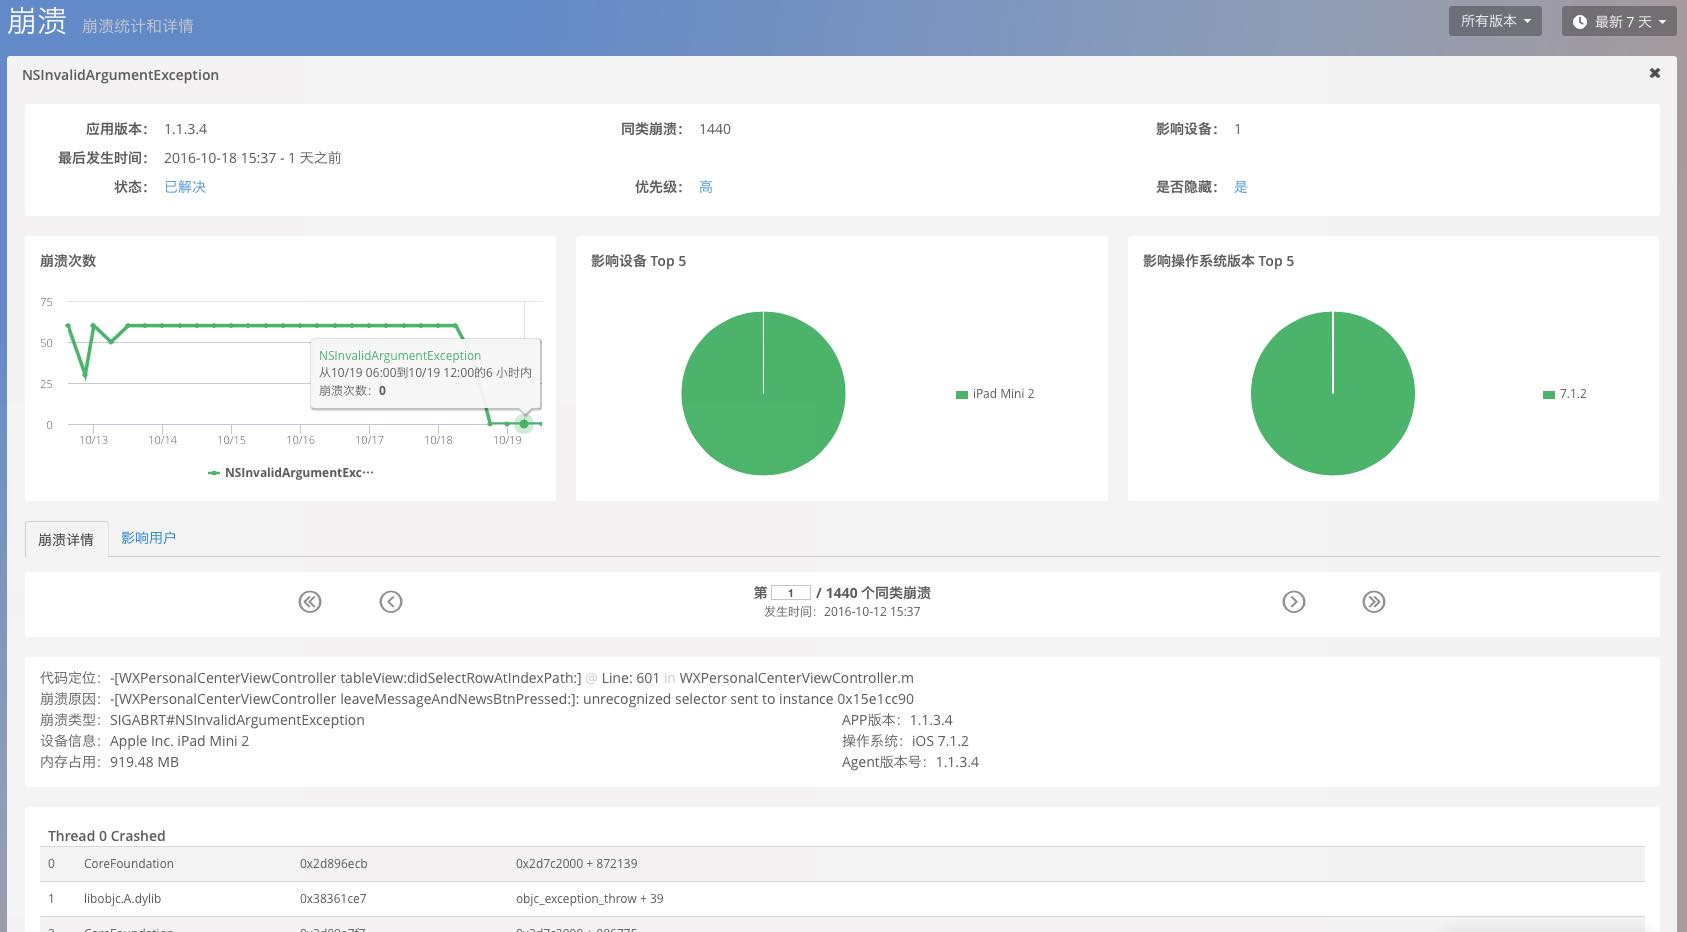 崩溃 崩溃统计和详情 所有版本 最新 7 天
NSInvalidArgumentException
应用版本: 1.1.3.4 同类崩溃: 1440 影响设备: 1
最后发生时间: 2016-10-18 15:37 - 1 天之前
状态: 已解决 优先级: 高 是否隐藏: 是
崩溃次数
75
50
25
0
10/13 10/14 10/15 10/16 10/17 10/18 10/19
NSInvalidArgumentException
从10/19 06:00到10/19 12:00的6 小时内
崩溃次数: 0
NSInvalidArgumentExc···
影响设备 Top 5
iPad Mini 2
影响操作系统版本 Top 5
7.1.2
崩溃详情 影响用户
第 1 / 1440 个同类崩溃
发生时间: 2016-10-12 15:37
代码定位: -[WXPersonalCenterViewController tableView:didSelectRowAtIndexPath:] @ Line: 601 in WXPersonalCenterViewController.m
崩溃原因: -[WXPersonalCenterViewController leaveMessageAndNewsBtnPressed:]: unrecognized selector sent to instance 0x15e1cc90
崩溃类型: SIGABRT#NSInvalidArgumentException APP版本: 1.1.3.4
设备信息: Apple Inc. iPad Mini 2 操作系统: iOS 7.1.2
内存占用: 919.48 MB Agent版本号: 1.1.3.4
Thread 0 Crashed
0 CoreFoundation 0x2d896ecb 0x2d7c2000 + 872139
1 libobjc.A.dylib 0x38361ce7 objc_exception_throw + 39